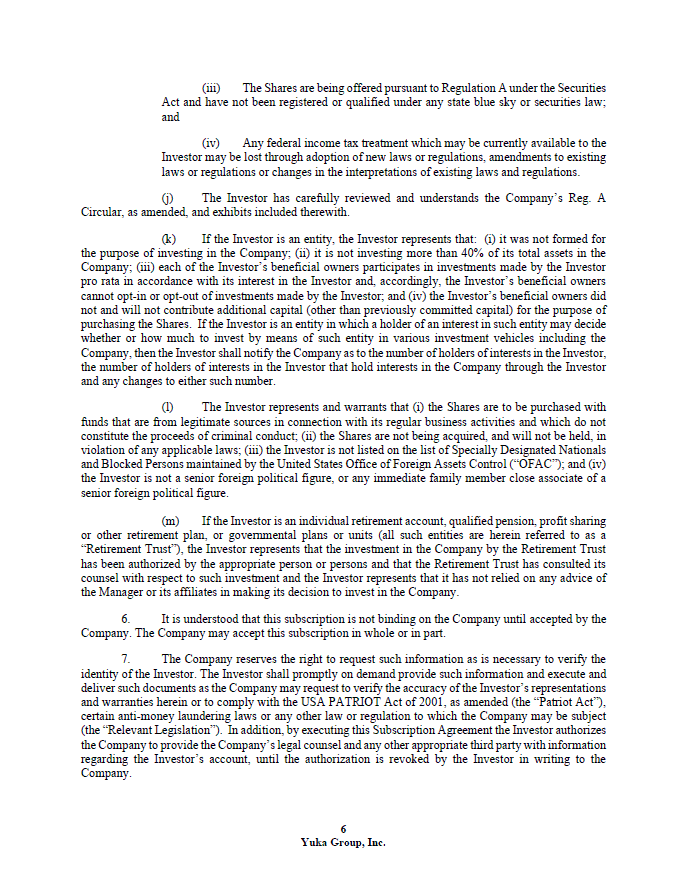 (iii) The Shares are being offered pursuant to Regulation A under the Securities
Act and have not been registered or qualified under any state blue sky or securities law;
and
(iv) Any federal income tax treatment which may be currently available to the
Investor may be lost through adoption of new laws or regulations, amendments to existing
laws or regulations or changes in the interpretations of existing laws and regulations.
(j) The Investor has carefully reviewed and understands the Company’s Reg. A
Circular, as amended, and exhibits included therewith.
(k) If the Investor is an entity, the Investor represents that: (i) it was not formed for
the purpose of investing in the Company; (ii) it is not investing more than 40% of its total assets in the
Company; (iii) each of the Investor’s beneficial owners participates in investments made by the Investor
pro rata in accordance with its interest in the Investor and, accordingly, the Investor’s beneficial owners
cannot opt-in or opt-out of investments made by the Investor; and (iv) the Investor’s beneficial owners did
not and will not contribute additional capital (other than previously committed capital) for the purpose of
purchasing the Shares. If the Investor is an entity in which a holder of an interest in such entity may decide
whether or how much to invest by means of such entity in various investment vehicles including the
Company, then the Investor shall notify the Company as to the number of holders of interests in the Investor,
the number of holders of interests in the Investor that hold interests in the Company through the Investor
and any changes to either such number.
(l) The Investor represents and warrants that (i) the Shares are to be purchased with
funds that are from legitimate sources in connection with its regular business activities and which do not
constitute the proceeds of criminal conduct; (ii) the Shares are not being acquired, and will not be held, in
violation of any applicable laws; (iii) the Investor is not listed on the list of Specially Designated Nationals
and Blocked Persons maintained by the United States Office of Foreign Assets Control (“OFAC”); and (iv)
the Investor is not a senior foreign political figure, or any immediate family member close associate of a
senior foreign political figure.
(m) If the Investor is an individual retirement account, qualified pension, profit sharing
or other retirement plan, or governmental plans or units (all such entities are herein referred to as a
“Retirement Trust”), the Investor represents that the investment in the Company by the Retirement Trust
has been authorized by the appropriate person or persons and that the Retirement Trust has consulted its
counsel with respect to such investment and the Investor represents that it has not relied on any advice of
the Manager or its affiliates in making its decision to invest in the Company.
6. It is understood that this subscription is not binding on the Company until accepted by the
Company. The Company may accept this subscription in whole or in part.
7. The Company reserves the right to request such information as is necessary to verify the
identity of the Investor. The Investor shall promptly on demand provide such information and execute and
deliver such documents as the Company may request to verify the accuracy of the Investor’s representations
and warranties herein or to comply with the USA PATRIOT Act of 2001, as amended (the “Patriot Act”),
certain anti-money laundering laws or any other law or regulation to which the Company may be subject
(the “Relevant Legislation”). In addition, by executing this Subscription Agreement the Investor authorizes
the Company to provide the Company’s legal counsel and any other appropriate third party with information
regarding the Investor’s account, until the authorization is revoked by the Investor in writing to the
Company.
6
Yuka Group, Inc.